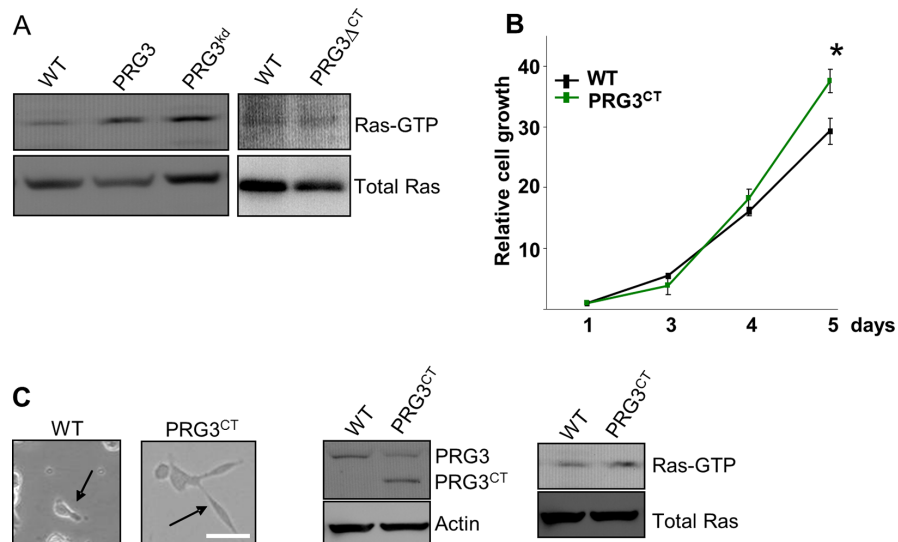 A
WT PRG3 PRG3kd WT PRG3ΔCT
Ras-GTP
Total Ras
B
Relative cell growth
40
30
20
10
WT
PRG3CT
*
1 3 4 5 days
C
WT PRG3CT
WT PRG3CT
PRG3
PRG3CT
Actin
WT PRG3CT
Ras-GTP
Total Ras